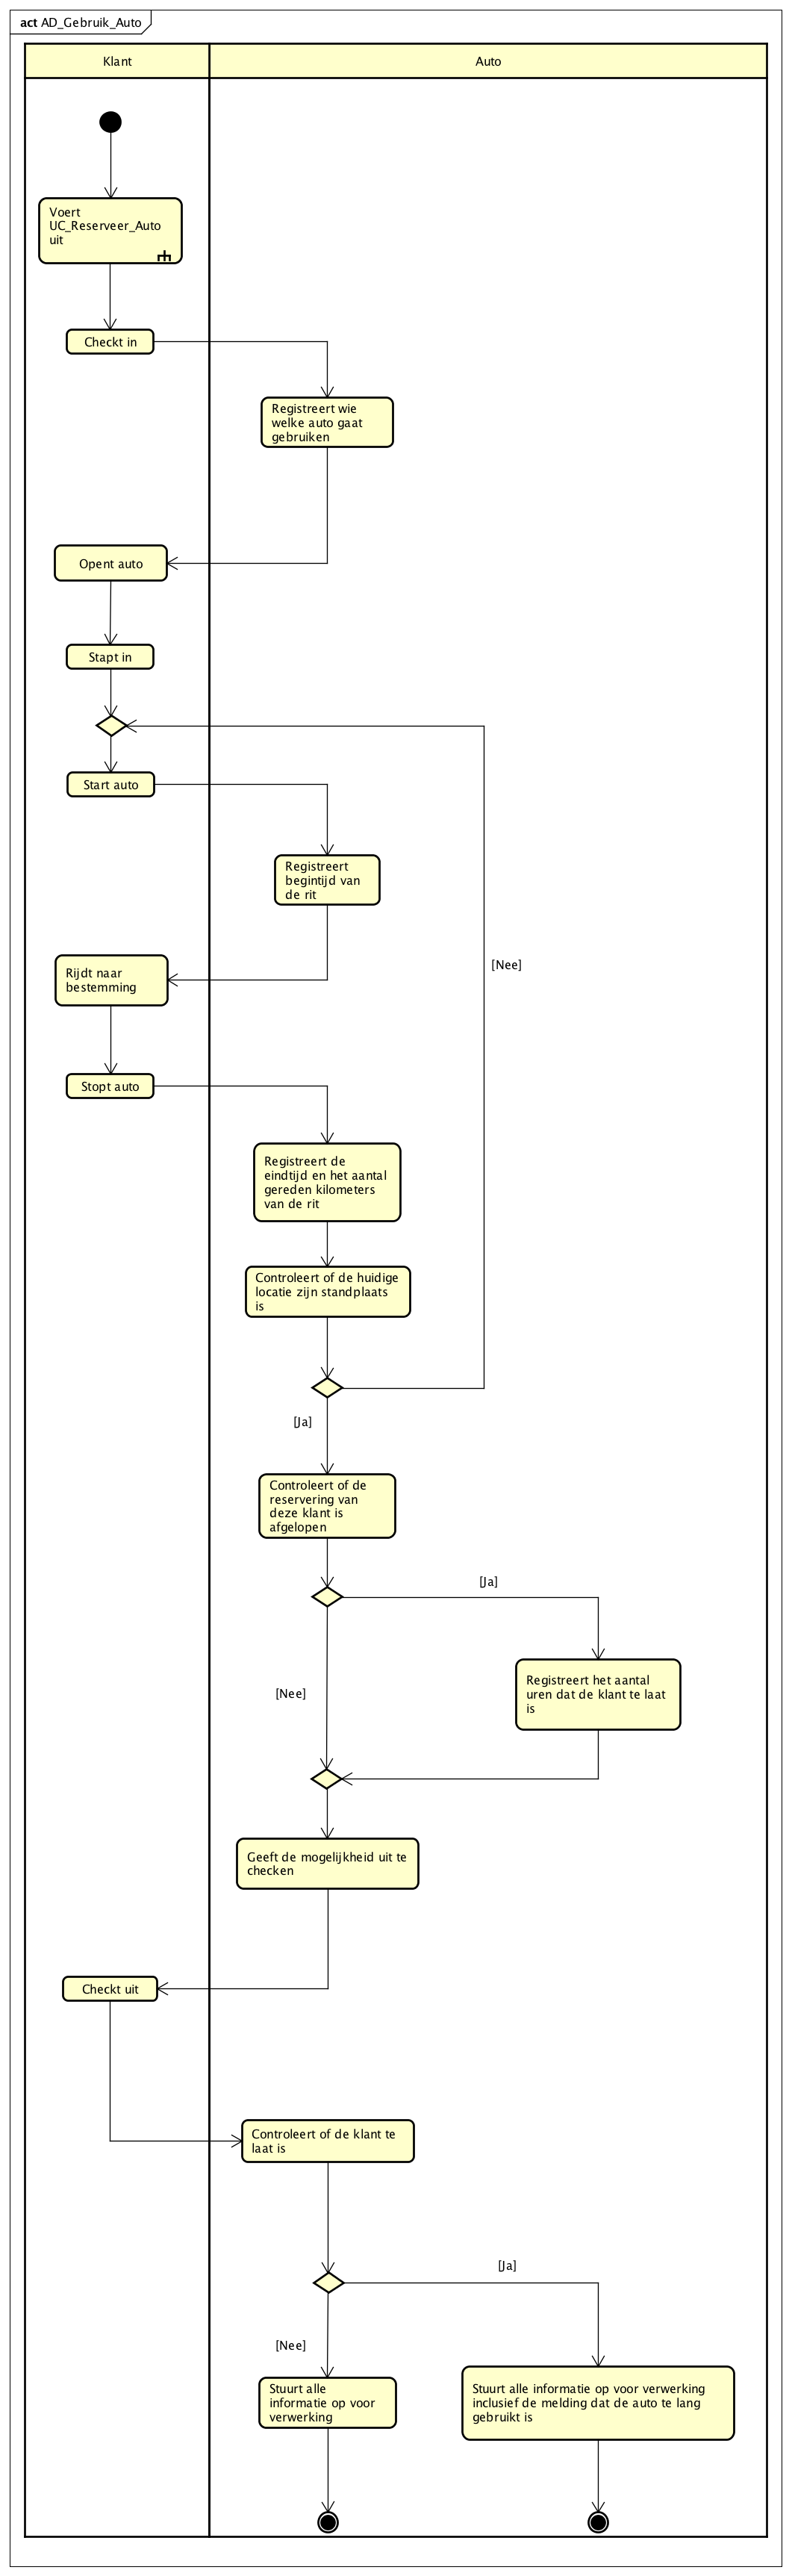 act AD_Gebruik_Auto
Klant
Auto
Voert
UC_Reserveer_Auto
uit
Checkt in
Registreert wie
welke auto gaat
gebruiken
Opent auto
Stapt in
Start auto
Registreert
begintijd van
de rit
[Nee]
Rijdt naar
bestemming
Stopt auto
Registreert de
eindtijd en het aantal
gereden kilometers
van de rit
Controleert of de huidige
locatie zijn standplaats
is
[Ja]
Controleert of de
reservering van
deze klant is
afgelopen
[Ja]
[Nee]
Registreert het aantal
uren dat de klant te laat
is
Geeft de mogelijkheid uit te
checken
Checkt uit
Controleert of de klant te
laat is
[Ja]
[Nee]
Stuurt alle
informatie op voor
verwerking
Stuurt alle informatie op voor verwerking
inclusief de melding dat de auto te lang
gebruikt is